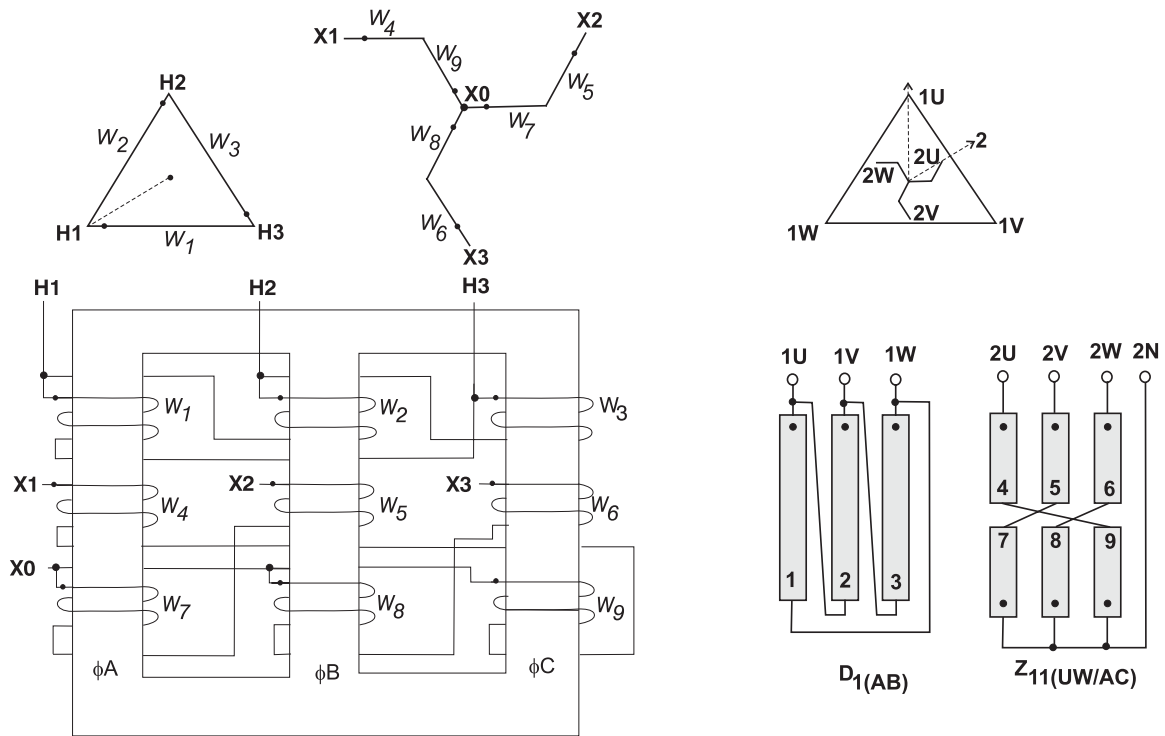 X1
W4
X2
H2
W9
X0
W5
W2
W3
W7
W8
H1
W1
H3
W6
X3
1U
2
2U
2W
2V
1W
1V
H1
H2
H3
W1
W2
W3
X1
X2
X3
W4
W5
W6
X0
W7
W8
W9
ϕA
ϕB
ϕC
1U 1V 1W
1 2 3
D1(AB)
2U 2V 2W 2N
4 5 6
7 8 9
Z11(UW/AC)